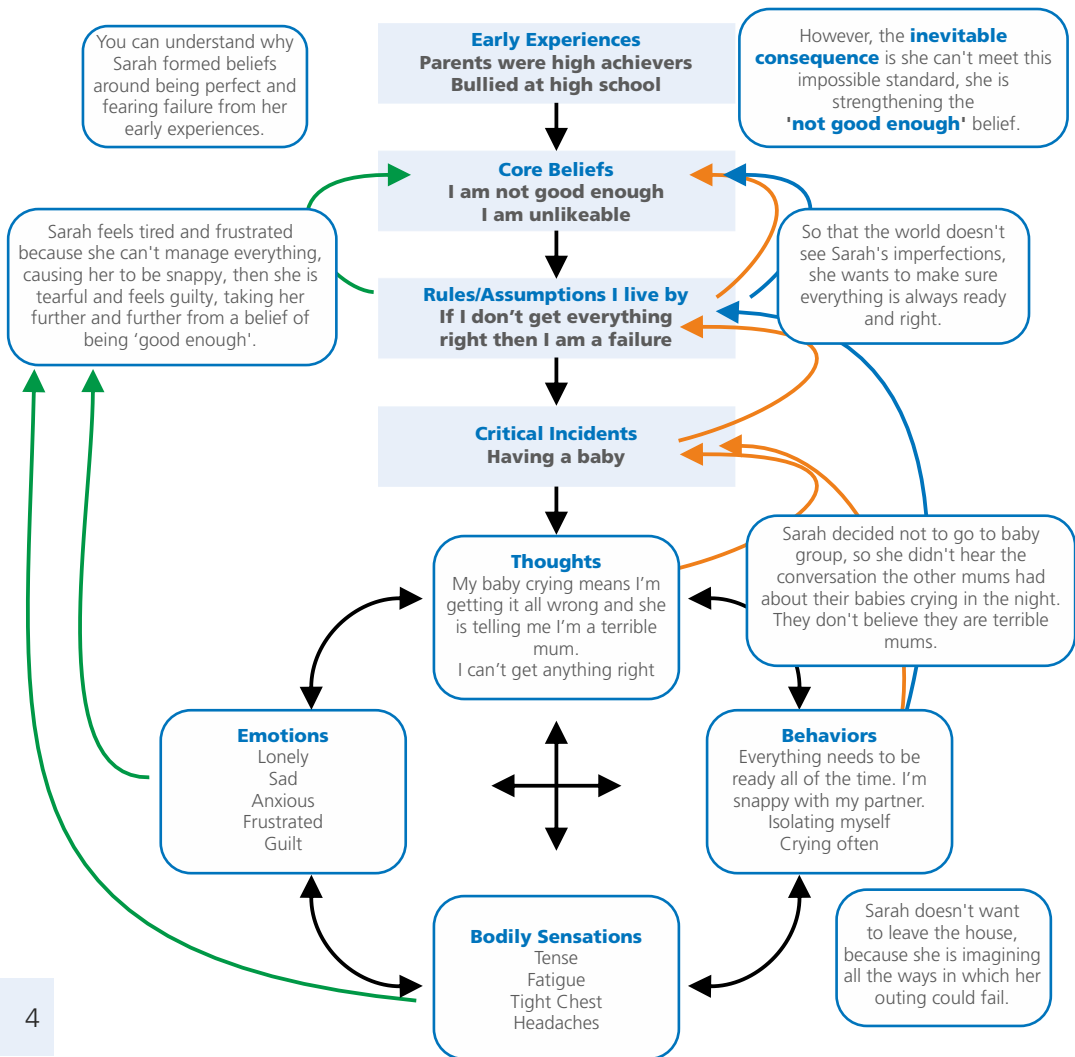 You can understand why
Sarah formed beliefs
around being perfect and
fearing failure from her
early experiences.
Early Experiences
Parents were high achievers
Bullied at high school
However, the inevitable
consequence is she can't meet this
impossible standard, she is
strengthening the
'not good enough' belief.
Core Beliefs
I am not good enough
I am unlikeable
Sarah feels tired and frustrated
because she can't manage everything,
causing her to be snappy, then she is
tearful and feels guilty, taking her
further and further from a belief of
being ‘good enough'.
Rules/Assumptions I live by
If I don’t get everything
right then I am a failure
So that the world doesn't
see Sarah's imperfections,
she wants to make sure
everything is always ready
and right.
Critical Incidents
Having a baby
Thoughts
My baby crying means I’m
getting it all wrong and she
is telling me I’m a terrible
mum.
I can’t get anything right
Sarah decided not to go to baby
group, so she didn't hear the
conversation the other mums had
about their babies crying in the night.
They don't believe they are terrible
mums.
Emotions
Lonely
Sad
Anxious
Frustrated
Guilt
Behaviors
Everything needs to be
ready all of the time. I’m
snappy with my partner.
Isolating myself
Crying often
Bodily Sensations
Tense
Fatigue
Tight Chest
Headaches
Sarah doesn't want
to leave the house,
because she is imagining
all the ways in which her
outing could fail.
4